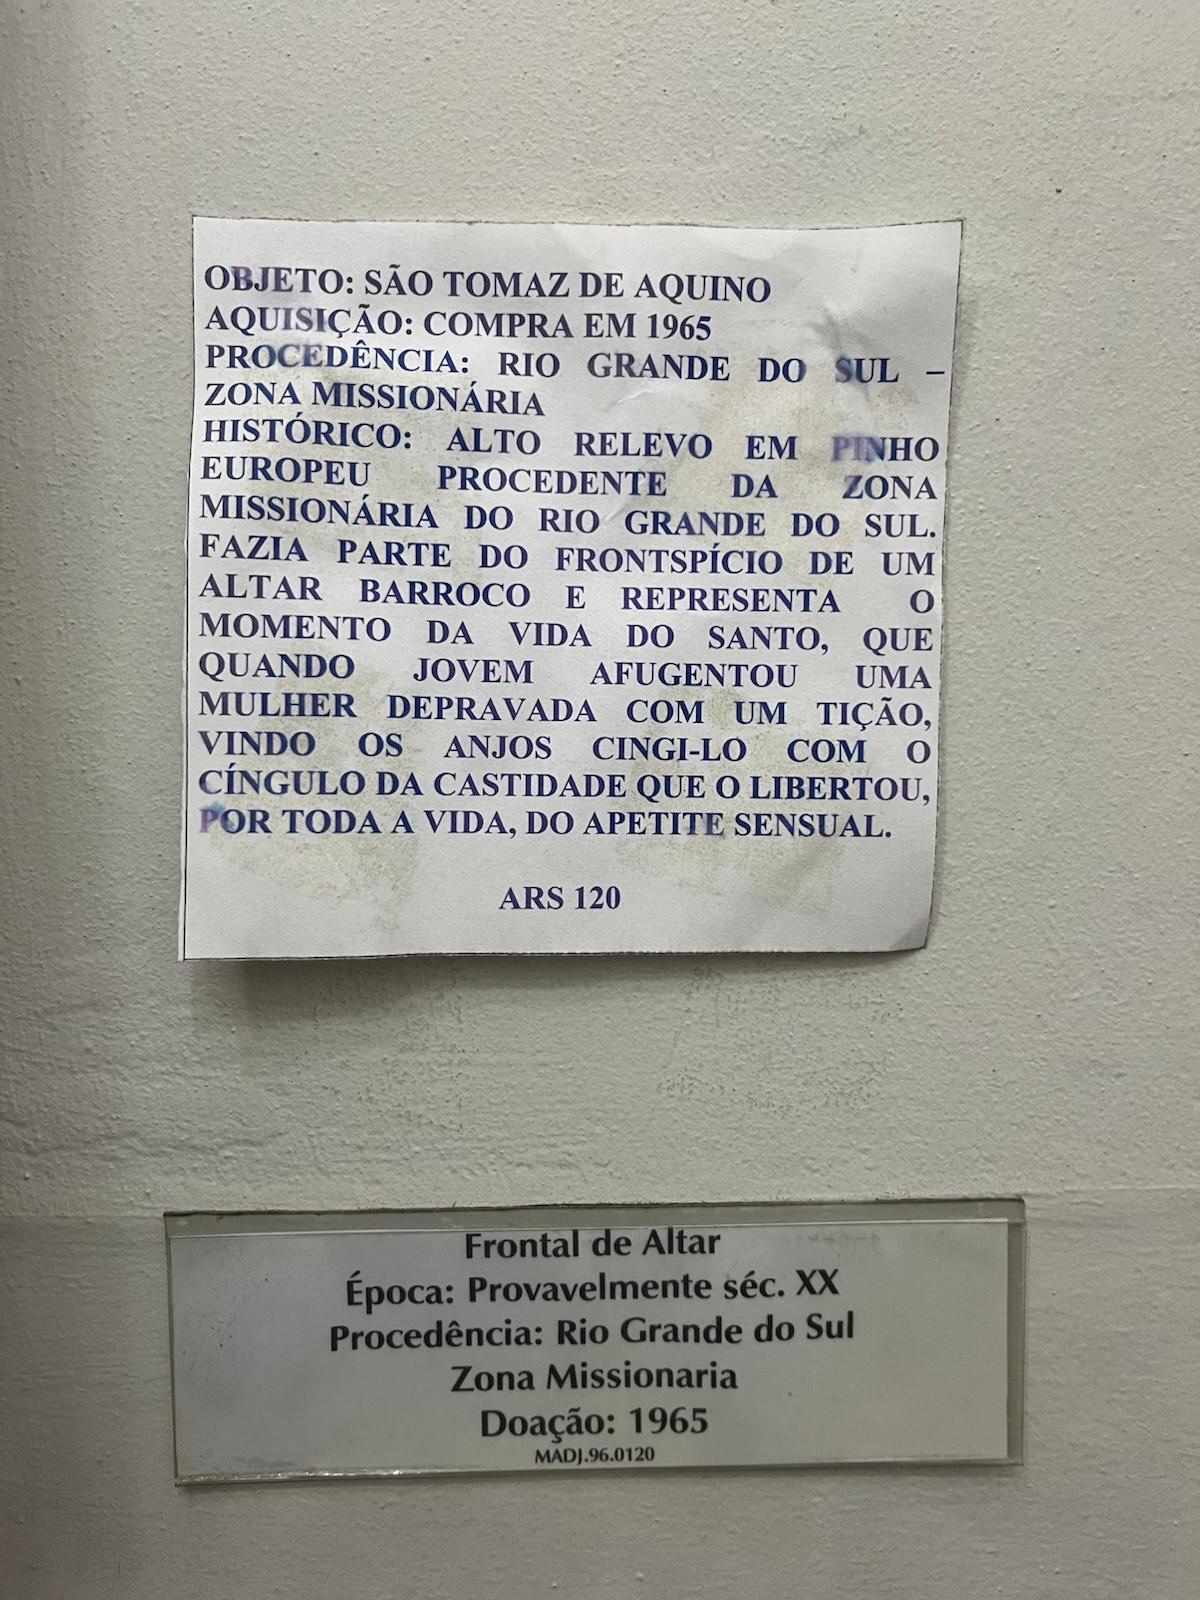 OBJETO: SÃO TOMAZ DE AQUINO
AQUISIÇÃO: COMPRA EM 1965
PROCEDÊNCIA: RIO GRANDE DO SUL –
ZONA MISSIONÁRIA
HISTÓRICO: ALTO RELEVO EM PINHO
EUROPEU PROCEDENTE DA ZONA
MISSIONÁRIA DO RIO GRANDE DO SUL.
FAZIA PARTE DO FRONTSPÍCIO DE UM
ALTAR BARROCO E REPRESENTA O
MOMENTO DA VIDA DO SANTO, QUE
QUANDO JOVEM AFUGENTOU UMA
MULHER DEPRAVADA COM UM TIÇÃO,
VINDO OS ANJOS CINGI-LO COM O
CÍNGULO DA CASTIDADE QUE O LIBERTOU,
POR TODA A VIDA, DO APETITE SENSUAL.
ARS 120
Frontal de Altar
Época: Provavelmente séc. XX
Procedência: Rio Grande do Sul
Zona Missionaria
Doação: 1965
MADJ.96.0120